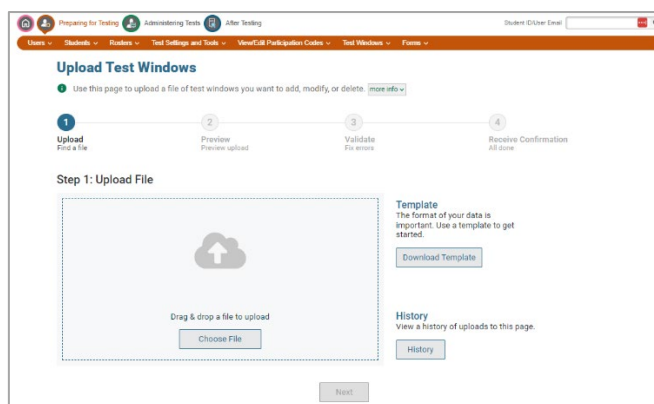 Preparing for Testing Administering Tests After Testing Student ID/User Email
Users Students Rosters Test Settings and Tools View/Edit Participation Codes Test Windows Forms
Upload Test Windows
Use this page to upload a file of test windows you want to add, modify, or delete. more info
1 2 3 4
Upload Preview Validate Receive Confirmation
Find a file Preview upload Fix errors All done
Step 1: Upload File
Template
The format of your data is
important. Use a template to get
started.
Download Template
Drag & drop a file to upload
Choose File
History
View a history of uploads to this page.
History
Next